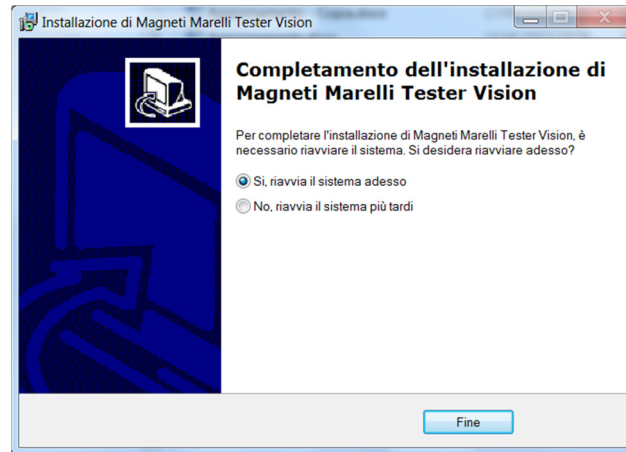 Installazione di Magneti Marelli Tester Vision
Completamento dell'installazione di
Magneti Marelli Tester Vision
Per completare l'installazione di Magneti Marelli Tester Vision, è
necessario riavviare il sistema. Si desidera riavviare adesso?
Si, riavvia il sistema adesso
No, riavvia il sistema più tardi
Fine